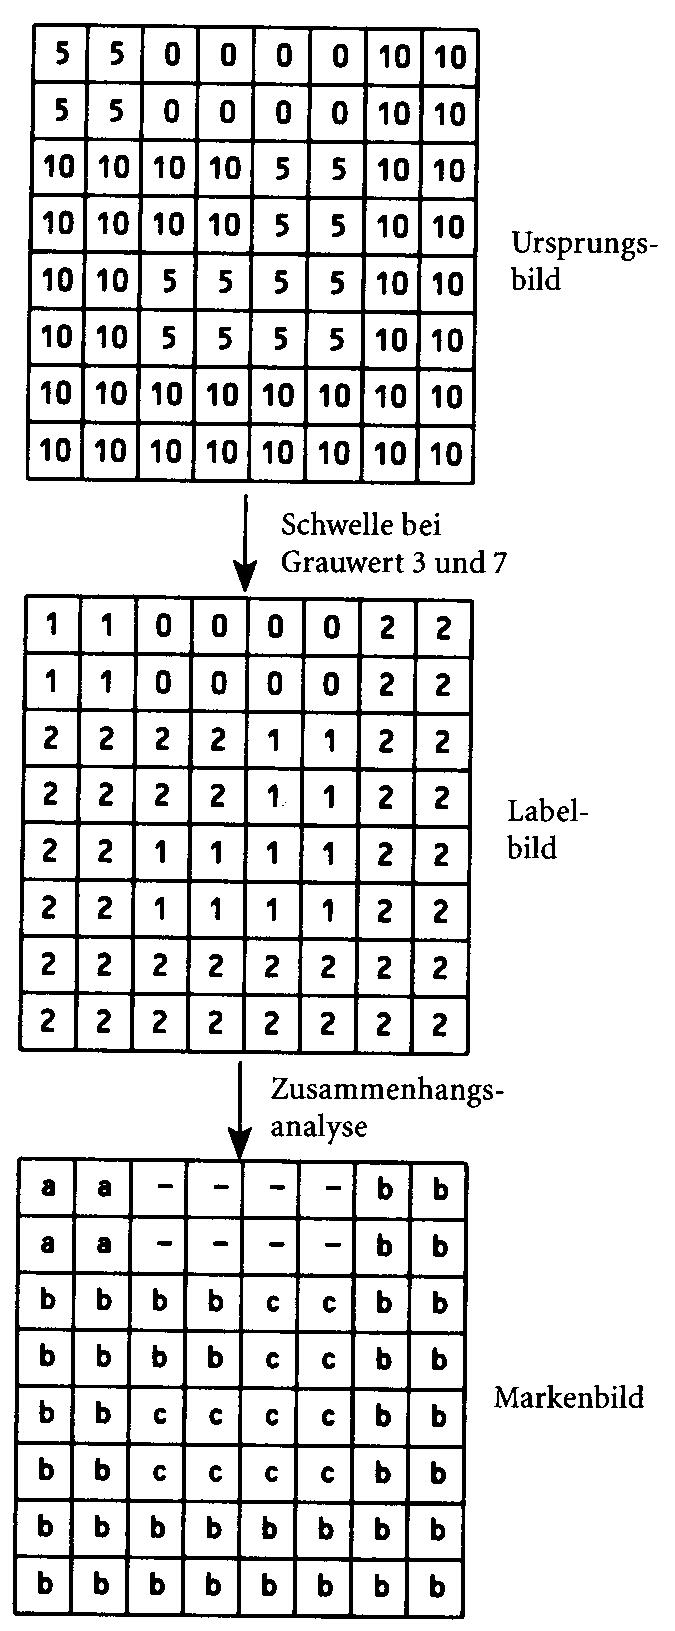 5 5 0 0 0 0 10 10
5 5 0 0 0 0 10 10
10 10 10 10 5 5 10 10
10 10 10 10 5 5 10 10
10 10 5 5 5 5 10 10
10 10 5 5 5 5 10 10
10 10 10 10 10 10 10 10
10 10 10 10 10 10 10 10
Ursprungs-
bild
Schwelle bei
Grauwert 3 und 7
1 1 0 0 0 0 2 2
1 1 0 0 0 0 2 2
2 2 2 2 1 1 2 2
2 2 2 2 1 1 2 2
2 2 1 1 1 1 2 2
2 2 1 1 1 1 2 2
2 2 2 2 2 2 2 2
2 2 2 2 2 2 2 2
Label-
bild
Zusammenhangs-
analyse
a a – – – – b b
a a – – – – b b
b b b b c c b b
b b b b c c b b
b b c c c c b b
b b c c c c b b
b b b b b b b b
b b b b b b b b
Markenbild